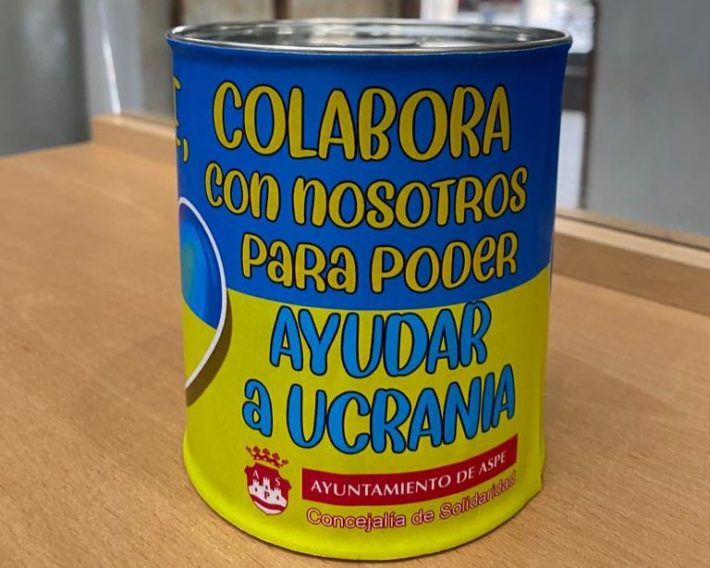 COLABORA
con nosotros
para poder
AYUDAR
a UCRANIA
AYUNTAMIENTO DE ASPE
Concejalía de Solidaridad